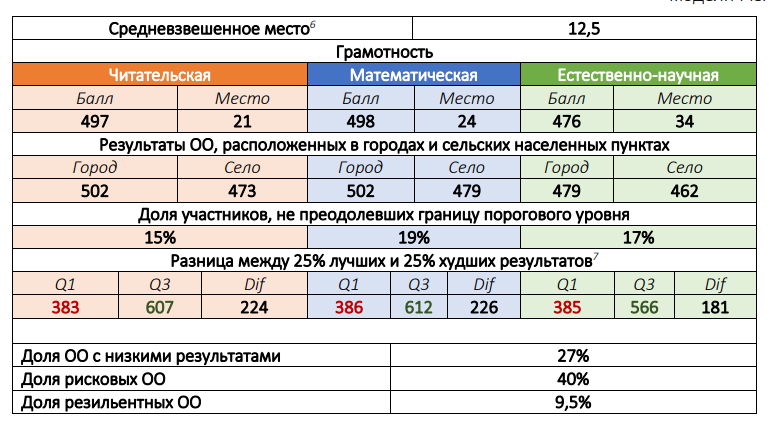 Средневзвешенное место6 12,5
Грамотность
Читательская Математическая Естественно-научная
Балл Место Балл Место Балл Место
497 21 498 24 476 34
Результаты ОО, расположенных в городах и сельских населенных пунктах
Город Село Город Село Город Село
502 473 502 479 479 462
Доля участников, не преодолевших границу порогового уровня
15% 19% 17%
Разница между 25% лучших и 25% худших результатов7
Q1 Q3 Dif Q1 Q3 Dif Q1 Q3 Dif
383 607 224 386 612 226 385 566 181
Доля ОО с низкими результатами 27%
Доля рисковых ОО 40%
Доля резильентных ОО 9,5%